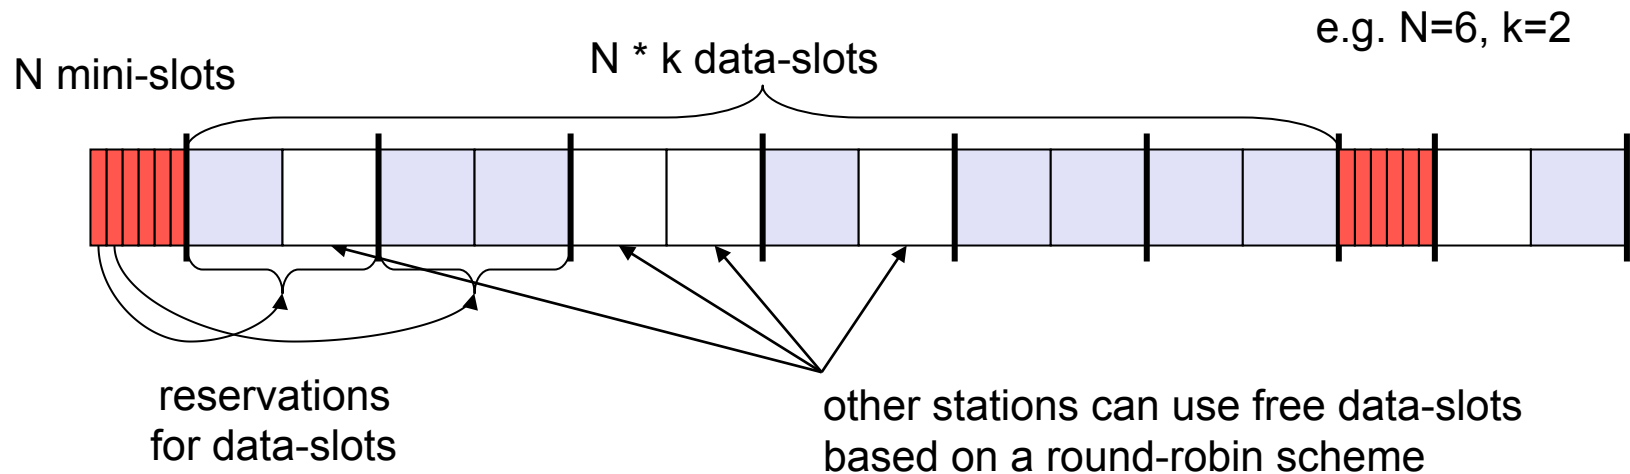 e.g. N=6, k=2
N mini-slots
N * k data-slots
reservations
for data-slots
other stations can use free data-slots
based on a round-robin scheme